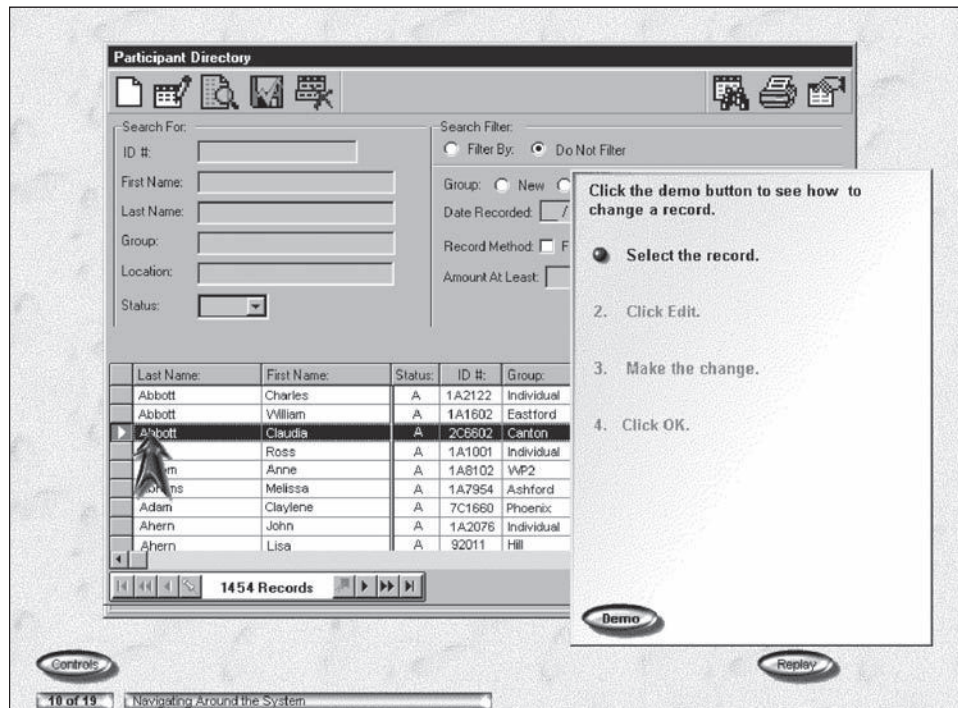 Participant Directory
Search For:
ID #:
First Name:
Last Name:
Group:
Location:
Status:
Search Filter:
Filter By: Do Not Filter
Group: New
Date Recorded: /
Record Method: F
Amount At Least:
Click the demo button to see how to
change a record.
Select the record.
2. Click Edit.
3. Make the change.
4. Click OK.
Demo
Last Name: First Name: Status: ID #: Group:
Abbott Charles A 1A2122 Individual
Abbott William A 1A1602 Eastford
Abbott Claudia A 2C6602 Canton
Ross A 1A1001 Individual
Anne A 1A8102 WP2
Melissa A 1A7954 Ashford
Adam Claylene A 7C1660 Phoenix
Ahern John A 1A2076 Individual
Ahern Lisa A 92011 Hill
1454 Records
Controls
Replay
10 of 19 Navigating Around the System